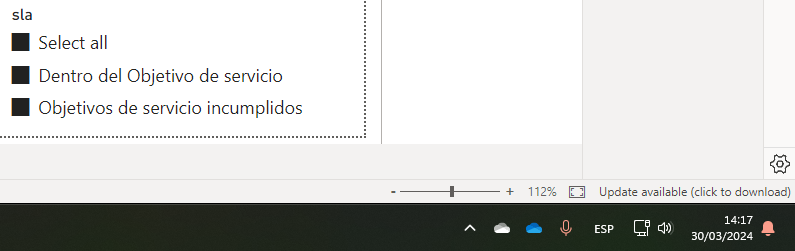 sla
Select all
Dentro del Objetivo de servicio
Objetivos de servicio incumplidos
- + 112% Update available (click to download)
ESP
14:17
30/03/2024